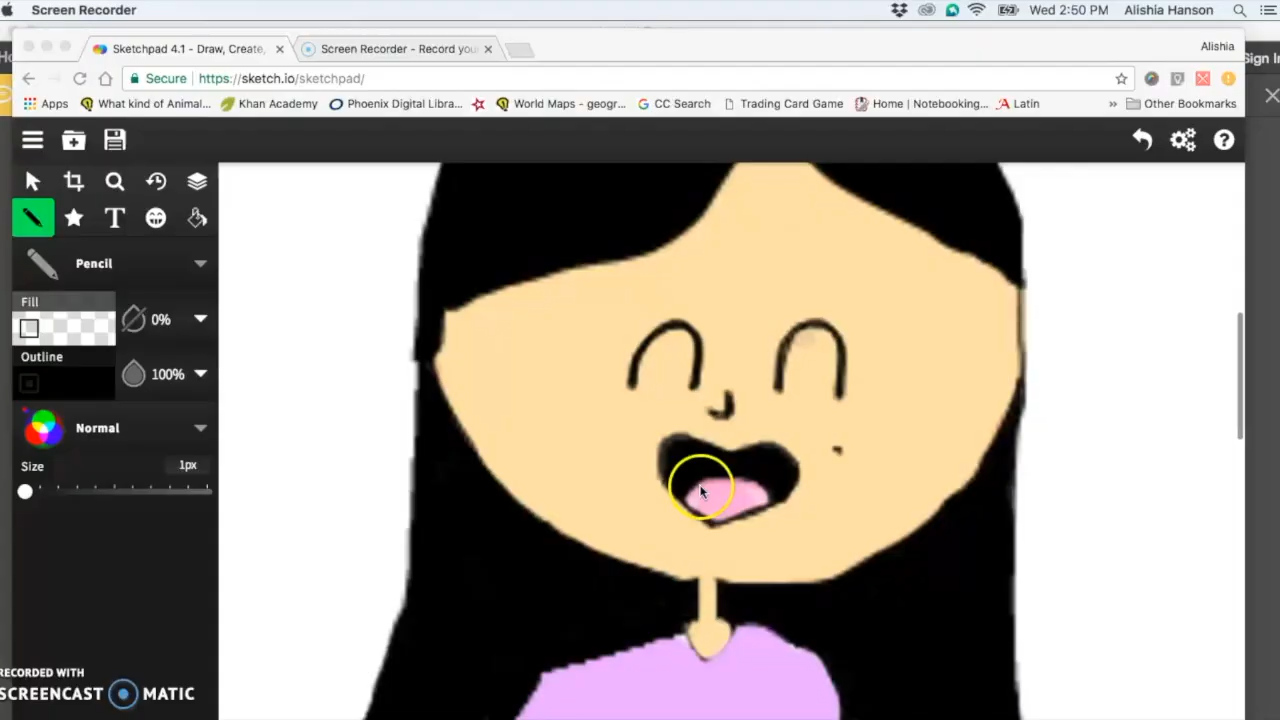 Screen Recorder Wed 2:50 PM Alishia Hanson
Sketchpad 4.1 - Draw, Create, Screen Recorder - Record you Alishia
Secure https://sketch.io/sketchpad/
Apps What kind of Animal... Khan Academy Phoenix Digital Libra... World Maps - geogr... CC Search Trading Card Game Home | Notebooking... Latin » Other Bookmarks
Sign In
T
Pencil
Fill
0%
Outline
100%
Normal
Size 1px
RECORDED WITH
SCREENCAST MATIC